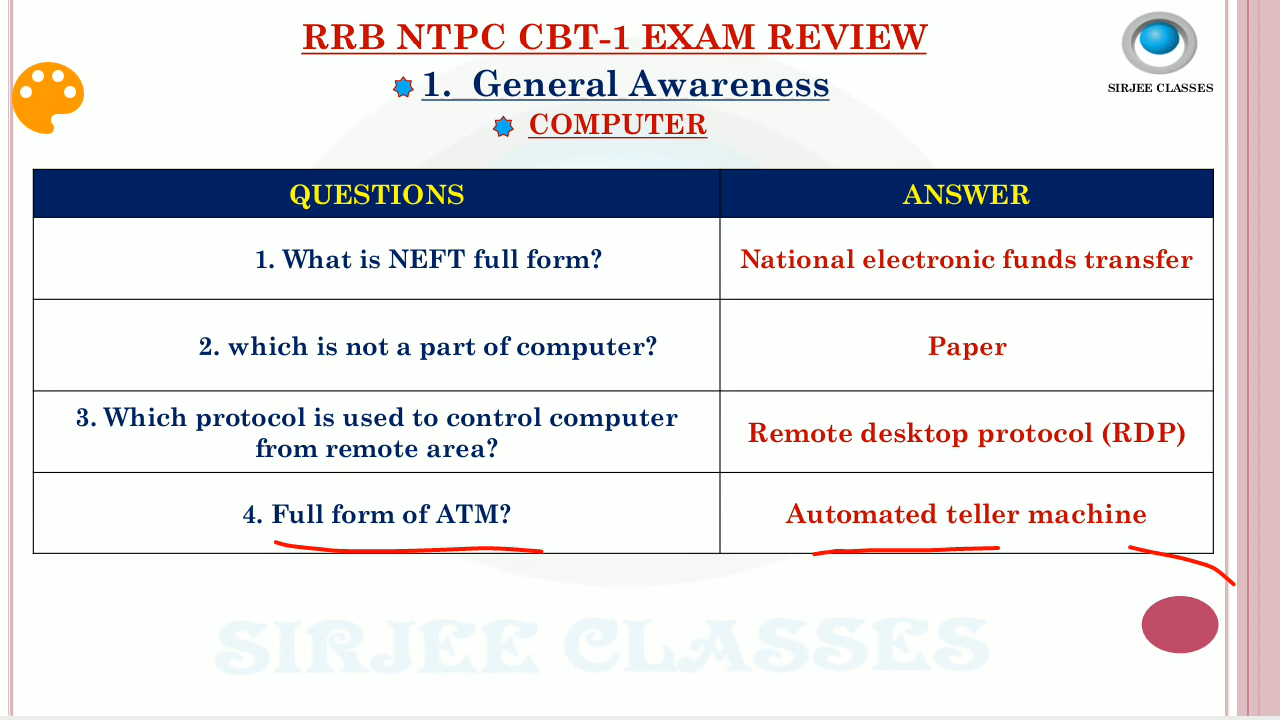 RRB NTPC CBT-1 EXAM REVIEW
1. General Awareness
SIRJEE CLASSES
COMPUTER
QUESTIONS ANSWER
1. What is NEFT full form? National electronic funds transfer
2. which is not a part of computer? Paper
3. Which protocol is used to control computer
from remote area?
Remote desktop protocol (RDP)
4. Full form of ATM? Automated teller machine
SIRJEE CLASSES